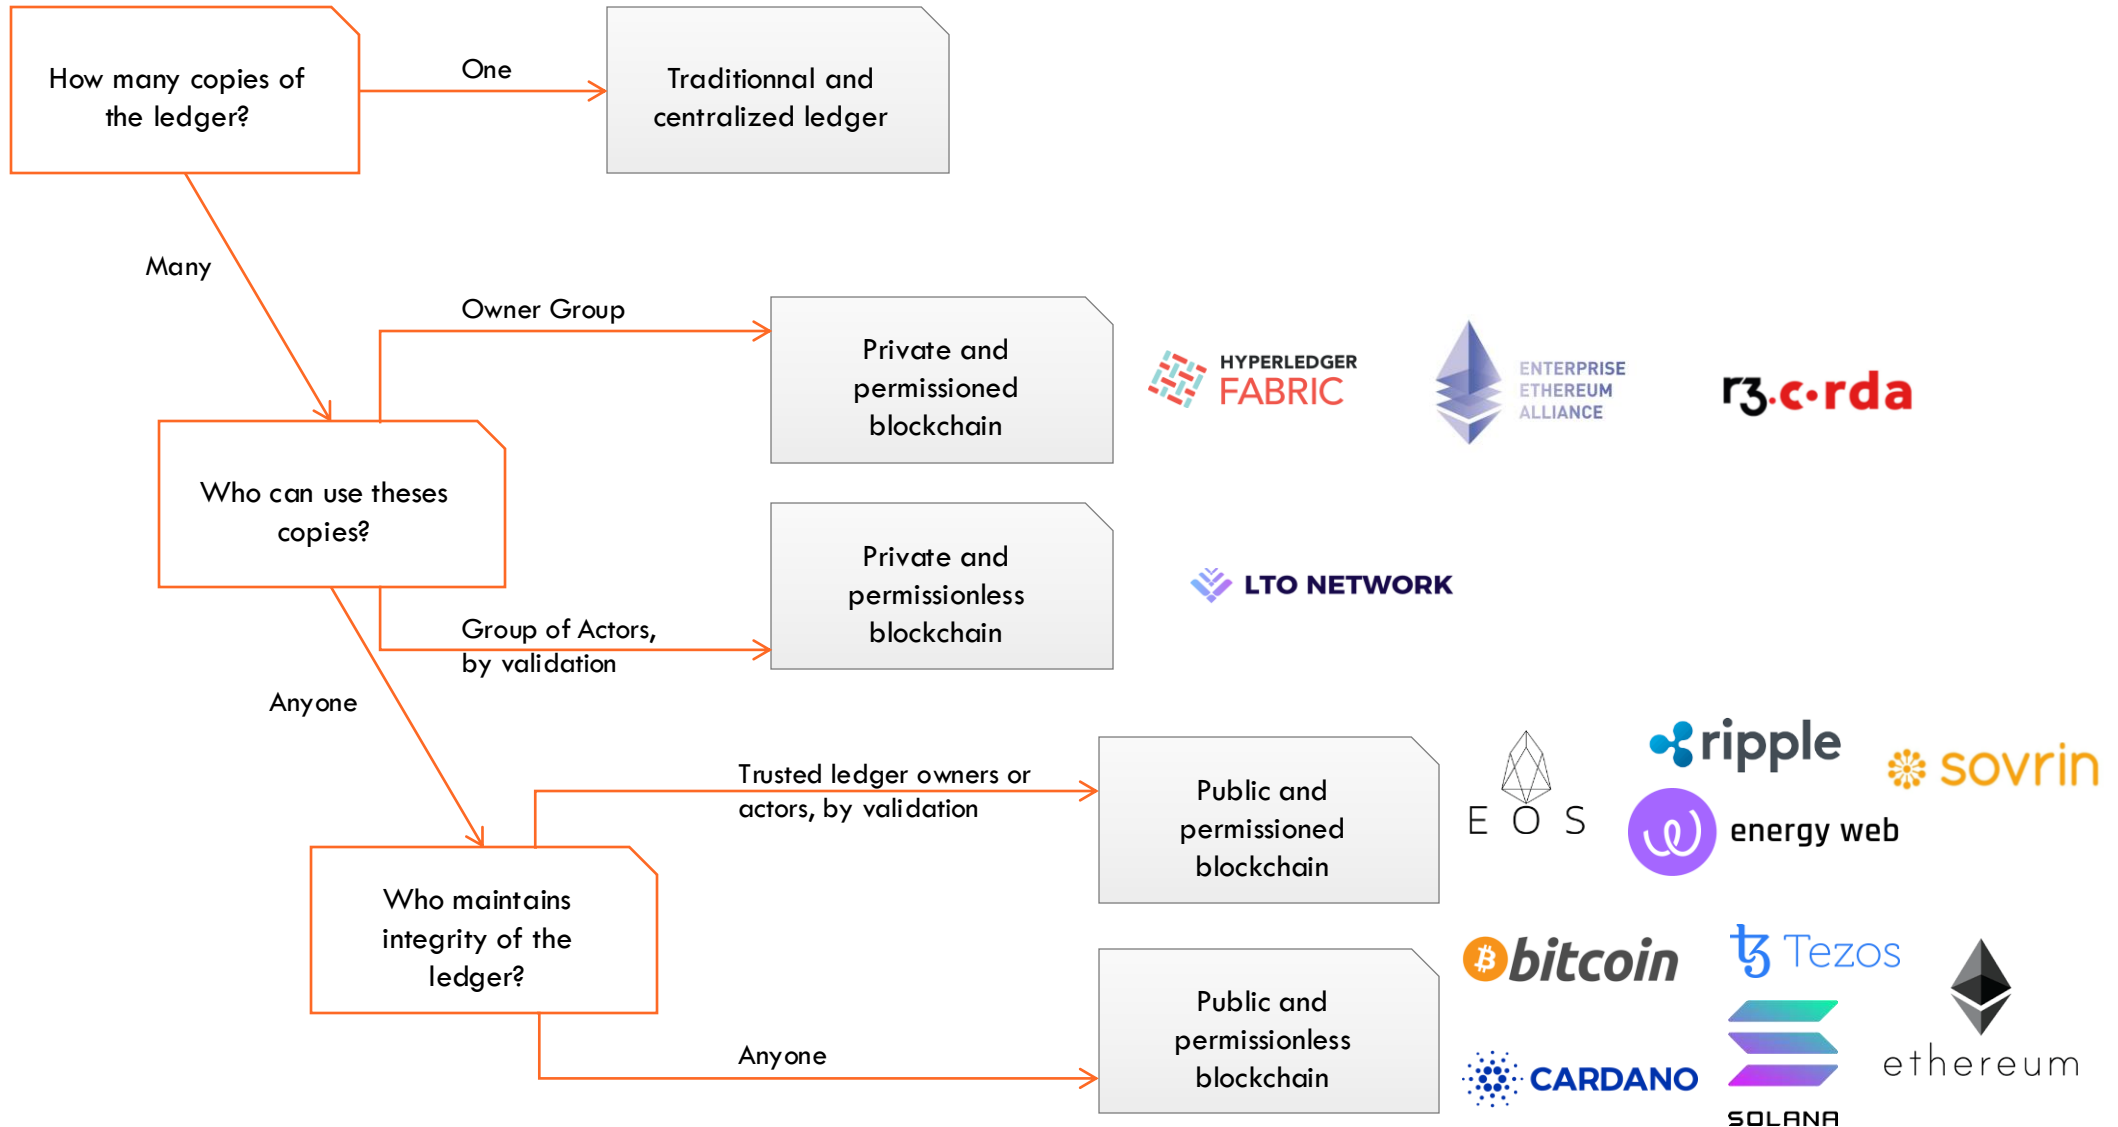 How many copies of
the ledger?
One
Traditionnal and
centralized ledger
Many
Owner Group
Private and
permissioned
blockchain
HYPERLEDGER
FABRIC
ENTERPRISE
ETHEREUM
ALLIANCE
r3.c•rda
Who can use theses
copies?
Private and
permissionless
blockchain
LTO NETWORK
Group of Actors,
by validation
Anyone
Trusted ledger owners or
actors, by validation
Public and
permissioned
blockchain
EOS
ripple
sovrin
energy web
Who maintains
integrity of the
ledger?
Anyone
Public and
permissionless
blockchain
bitcoin
Tezos
CARDANO
SOLANA
ethereum